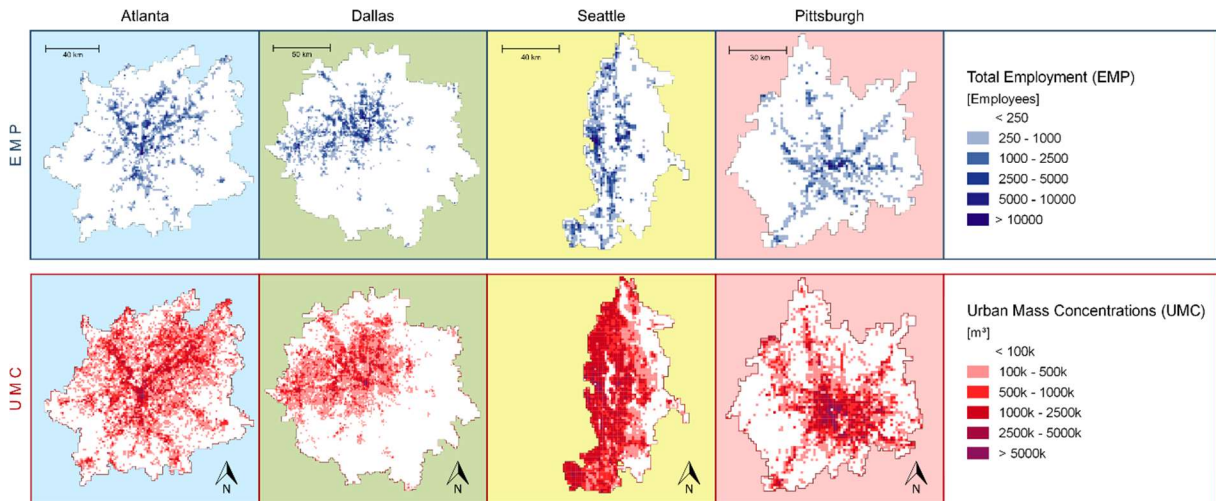 Atlanta
Dallas
Seattle
Pittsburgh
40 km
50 km
40 km
30 km
EMP
Total Employment (EMP)
[Employees]
< 250
250 - 1000
1000 - 2500
2500 - 5000
5000 - 10000
> 10000
UMC
Urban Mass Concentrations (UMC)
[m³]
< 100k
100k - 500k
500k - 1000k
1000k - 2500k
2500k - 5000k
> 5000k
N
N
N
N